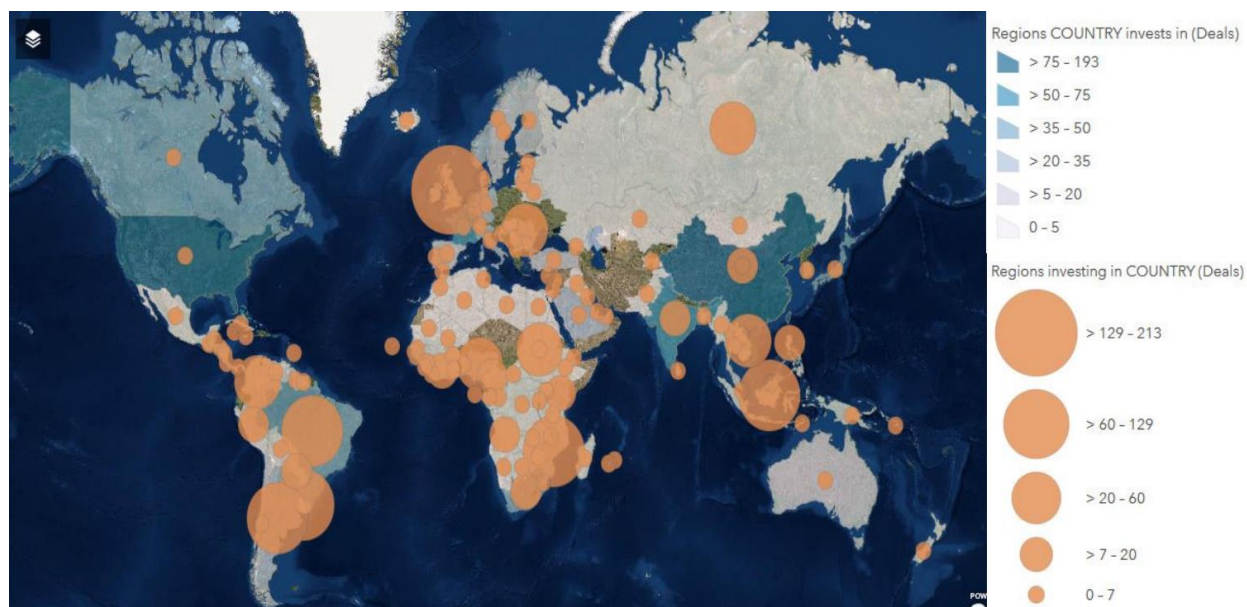 Regions COUNTRY invests in (Deals)
> 75 - 193
> 50 - 75
> 35 - 50
> 20 - 35
> 5 - 20
0 - 5
Regions investing in COUNTRY (Deals)
> 129 - 213
> 60 - 129
> 20 - 60
> 7 - 20
0 - 7
POW